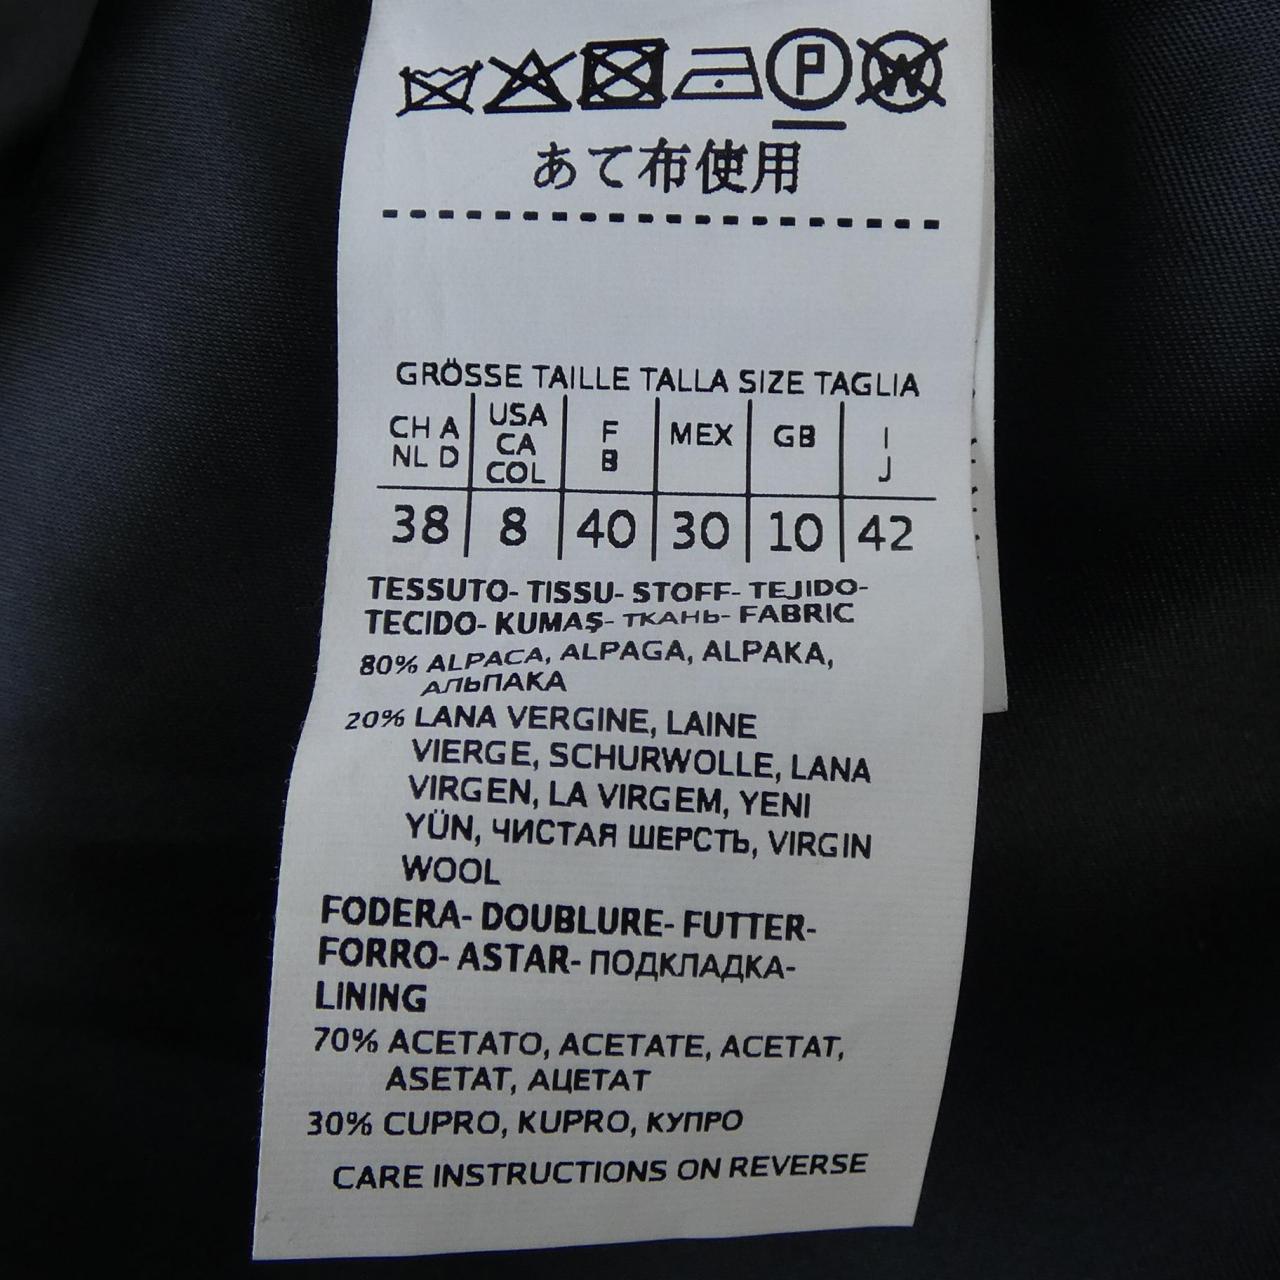 P W
あて布使用
GRÖSSE TAILLE TALLA SIZE TAGLIA
CH A NL D USA CA COL F B MEX GB I J
38 8 40 30 10 42
TESSUTO- TISSU- STOFF- TEJIDO-
TECIDO- KUMAŞ- ТКАНЬ- FABRIC
80% ALPACA, ALPAGA, ALPAKA,
АЛЬПАКА
20% LANA VERGINE, LAINE
VIERGE, SCHURWOLLE, LANA
VIRGEN, LA VIRGEM, YENI
YÜN, ЧИСТАЯ ШЕРСТЬ, VIRGIN
WOOL
FODERA- DOUBLURE- FUTTER-
FORRO- ASTAR- ПОДКЛАДКА-
LINING
70% ACETATO, ACETATE, ACETAT,
ASETAT, АЦЕТАТ
30% CUPRO, KUPRO, КУПРО
CARE INSTRUCTIONS ON REVERSE